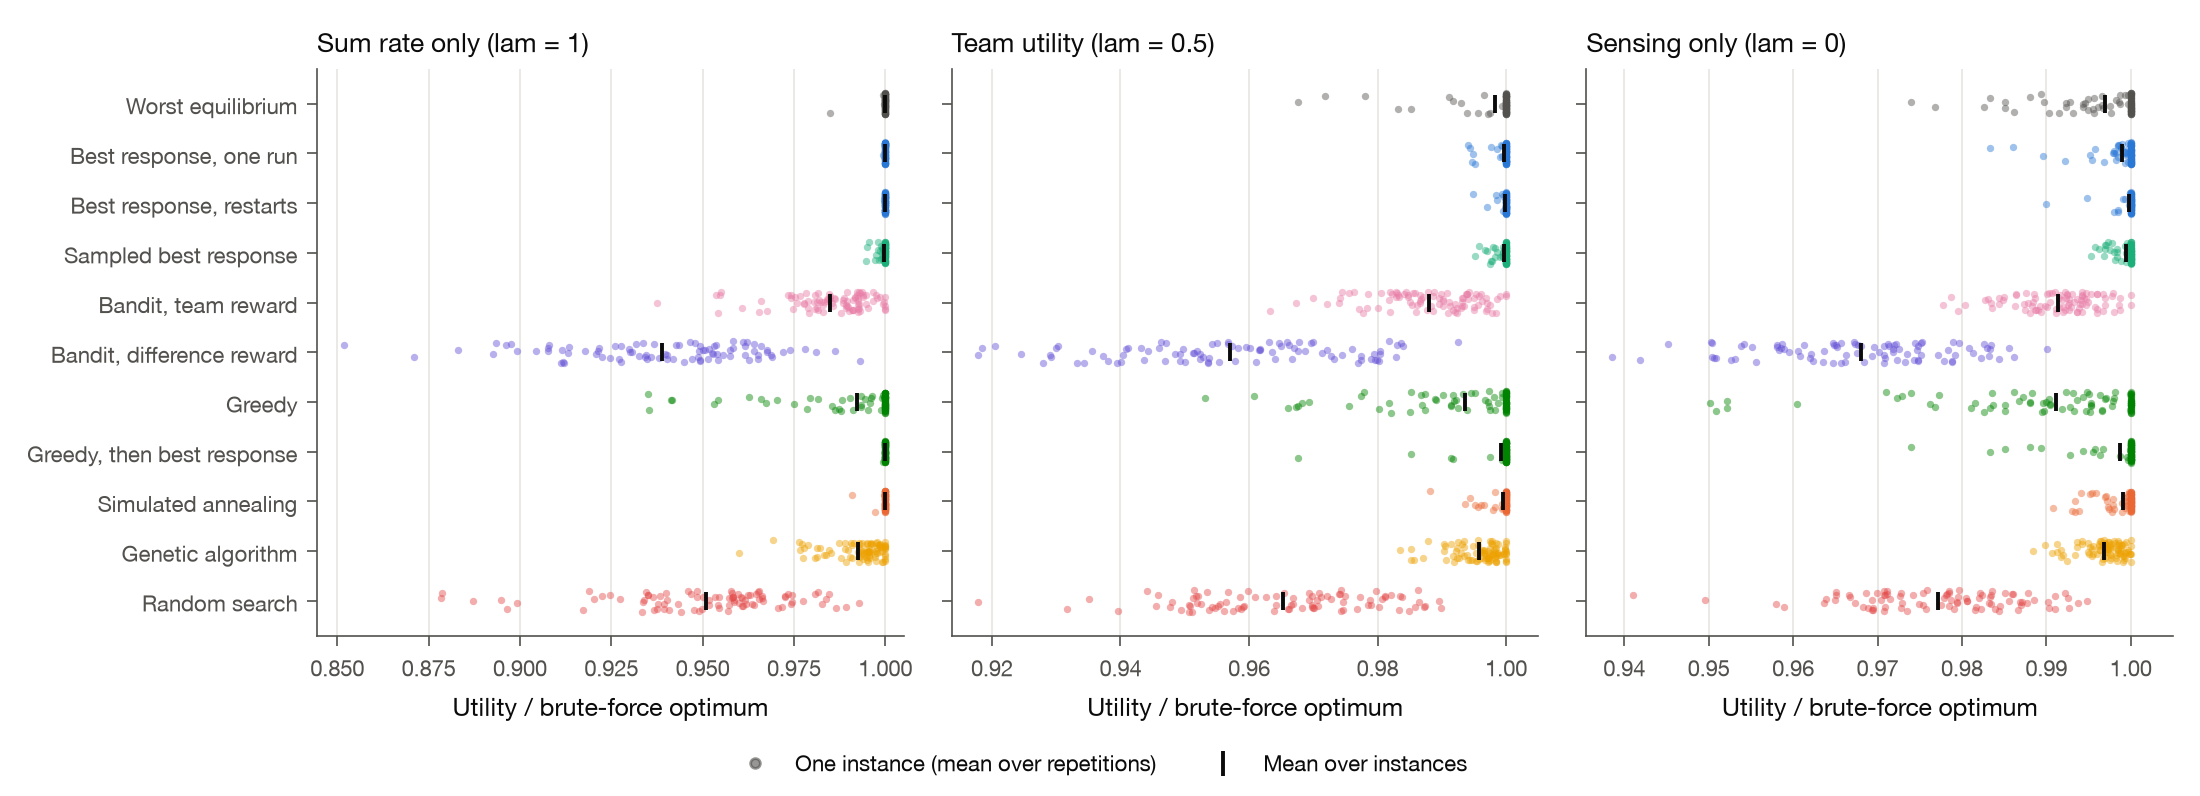 Sum rate only (lam = 1)
Team utility (lam = 0.5)
Sensing only (lam = 0)
Worst equilibrium
Best response, one run
Best response, restarts
Sampled best response
Bandit, team reward
Bandit, difference reward
Greedy
Greedy, then best response
Simulated annealing
Genetic algorithm
Random search
0.850 0.875 0.900 0.925 0.950 0.975 1.000
0.92 0.94 0.96 0.98 1.00
0.94 0.95 0.96 0.97 0.98 0.99 1.00
Utility / brute-force optimum
Utility / brute-force optimum
Utility / brute-force optimum
One instance (mean over repetitions)
Mean over instances